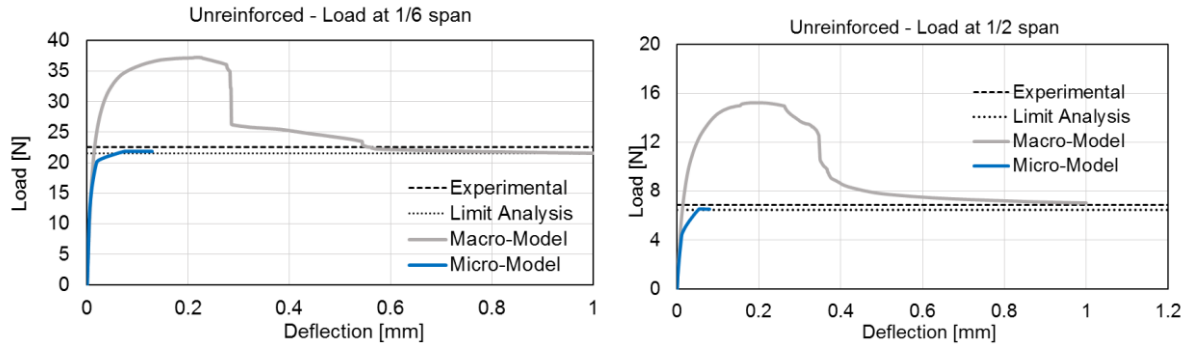 Unreinforced - Load at 1/6 span
40
35
30
25
20
15
10
5
0
Load [N]
Experimental
Limit Analysis
Macro-Model
Micro-Model
0 0.2 0.4 0.6 0.8 1
Deflection [mm]
Unreinforced - Load at 1/2 span
20
16
12
8
4
0
Load [N]
Experimental
Limit Analysis
Macro-Model
Micro-Model
0 0.2 0.4 0.6 0.8 1 1.2
Deflection [mm]